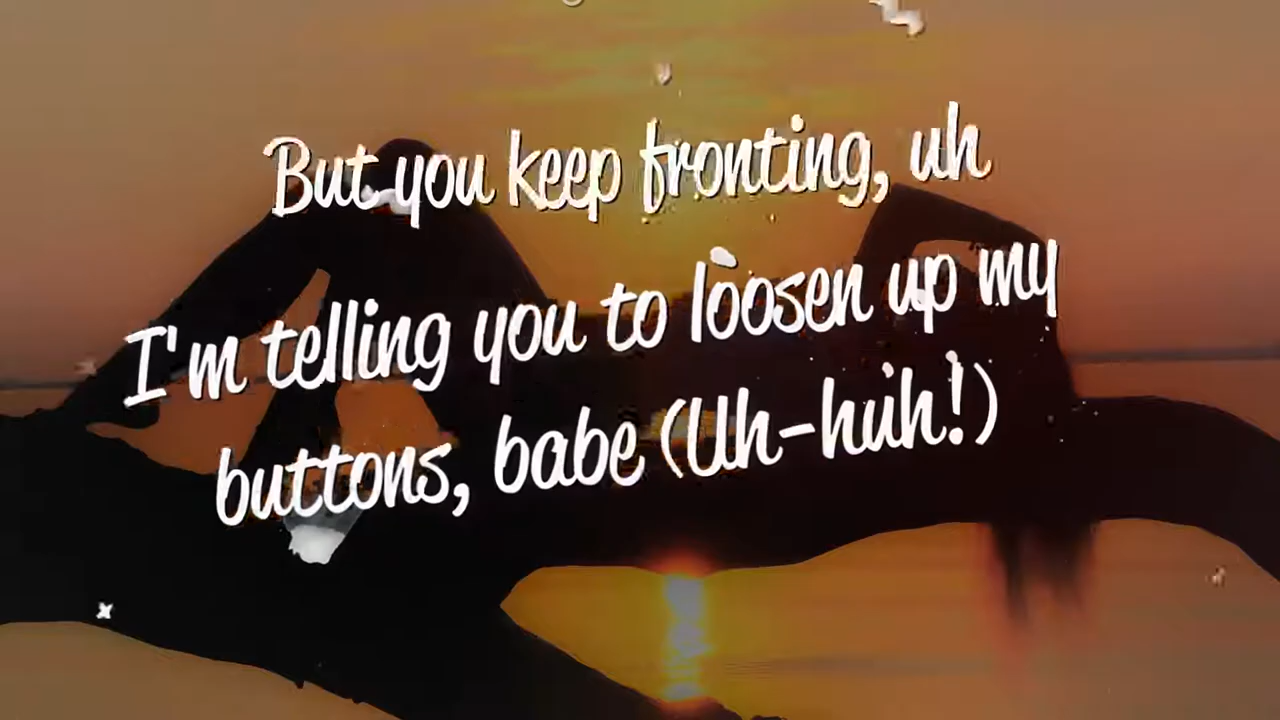 But you keep fronting, uh
I'm telling you to loosen up my
buttons, babe (Uh-huh!)